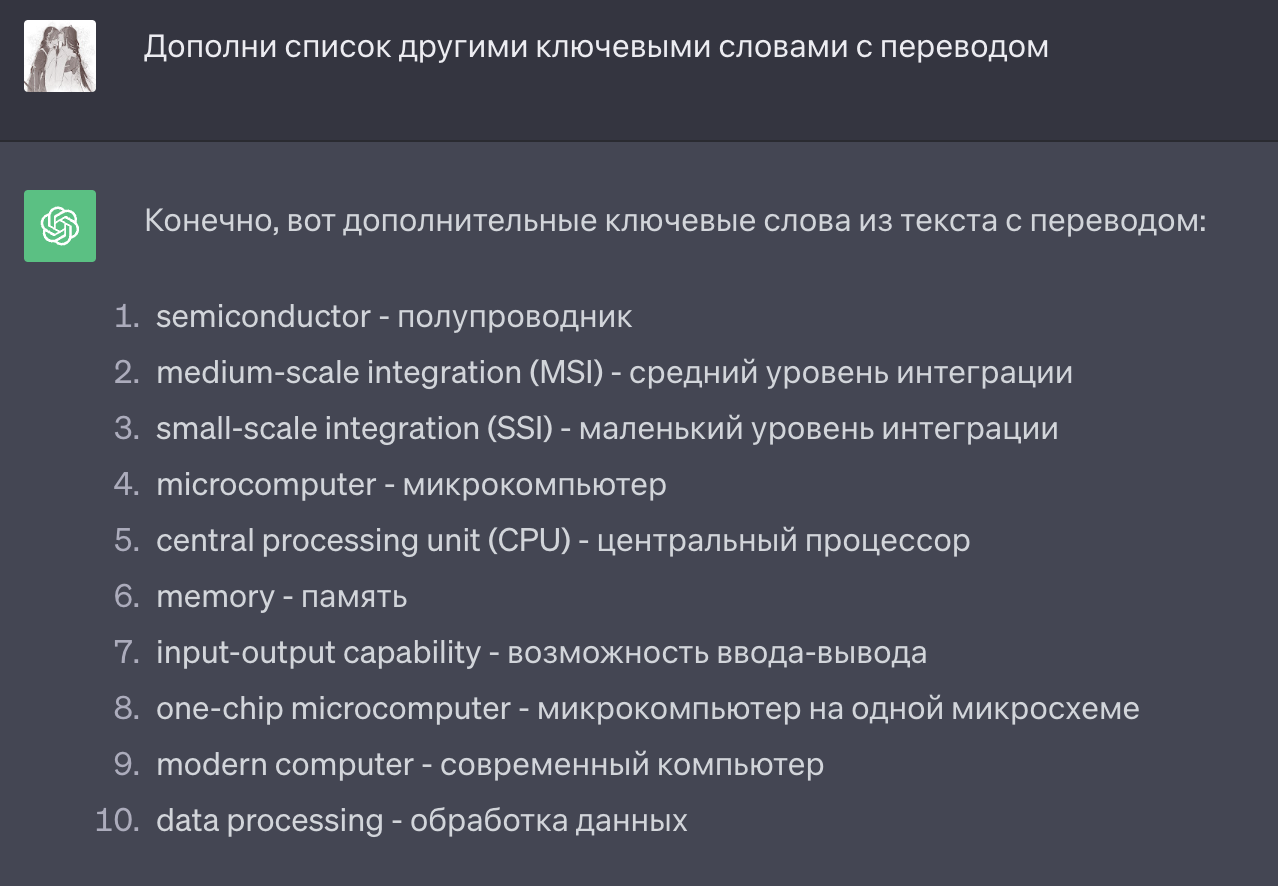 Дополни список другими ключевыми словами с переводом
Конечно, вот дополнительные ключевые слова из текста с переводом:
1. semiconductor - полупроводник
2. medium-scale integration (MSI) - средний уровень интеграции
3. small-scale integration (SSI) - маленький уровень интеграции
4. microcomputer - микрокомпьютер
5. central processing unit (CPU) - центральный процессор
6. memory - память
7. input-output capability - возможность ввода-вывода
8. one-chip microcomputer - микрокомпьютер на одной микросхеме
9. modern computer - современный компьютер
10. data processing - обработка данных